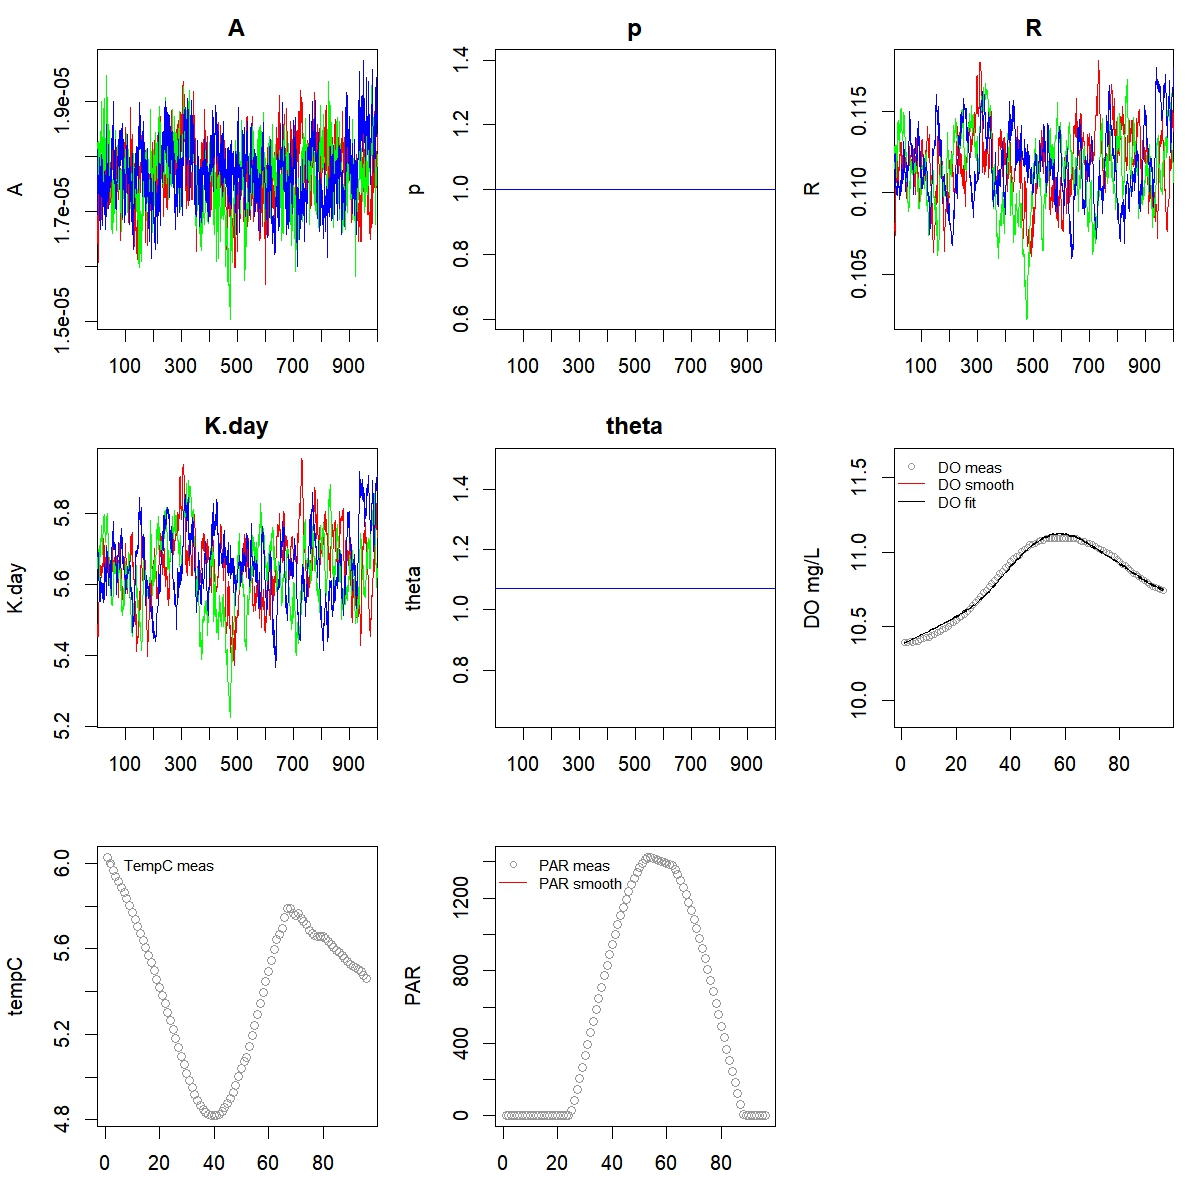 A
A
1.5e-05 1.7e-05 1.9e-05
100 300 500 700 900
p
p
0.6 0.8 1.0 1.2 1.4
100 300 500 700 900
R
R
0.105 0.110 0.115
100 300 500 700 900
K.day
K.day
5.2 5.4 5.6 5.8
100 300 500 700 900
theta
theta
0.8 1.0 1.2 1.4
100 300 500 700 900
DO mg/L
10.0 10.5 11.0 11.5
DO meas
DO smooth
DO fit
0 20 40 60 80
tempC
4.8 5.2 5.6 6.0
TempC meas
0 20 40 60 80
PAR
0 400 800 1200
PAR meas
PAR smooth
0 20 40 60 80